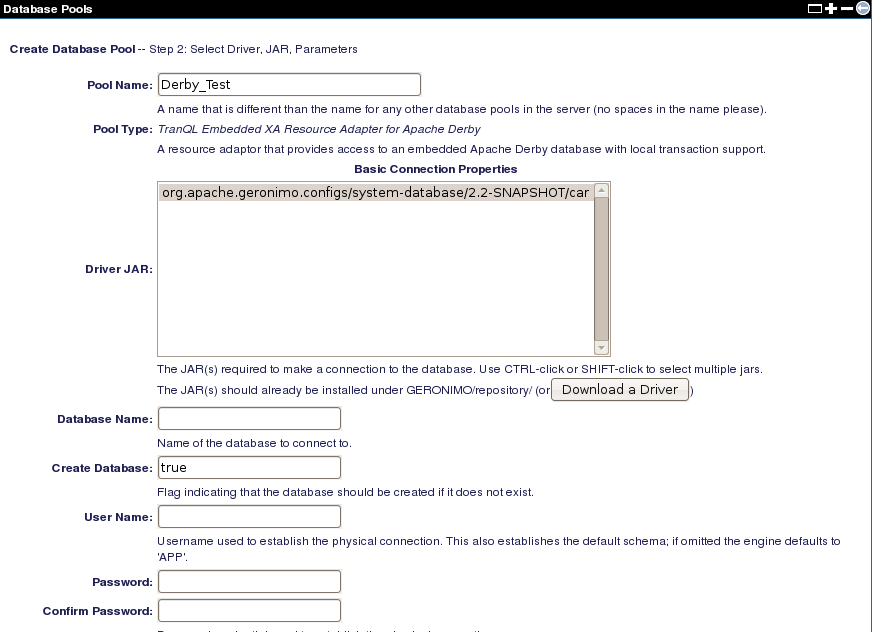 Database Pools
Create Database Pool -- Step 2: Select Driver, JAR, Parameters
Pool Name: Derby_Test
A name that is different than the name for any other database pools in the server (no spaces in the name please).
Pool Type: TranQL Embedded XA Resource Adapter for Apache Derby
A resource adaptor that provides access to an embedded Apache Derby database with local transaction support.
Basic Connection Properties
org.apache.geronimo.configs/system-database/2.2-SNAPSHOT/car
Driver JAR:
The JAR(s) required to make a connection to the database. Use CTRL-click or SHIFT-click to select multiple jars.
The JAR(s) should already be installed under GERONIMO/repository/ (or Download a Driver )
Database Name:
Name of the database to connect to.
Create Database: true
Flag indicating that the database should be created if it does not exist.
User Name:
Username used to establish the physical connection. This also establishes the default schema; if omitted the engine defaults to
'APP'.
Password:
Confirm Password: